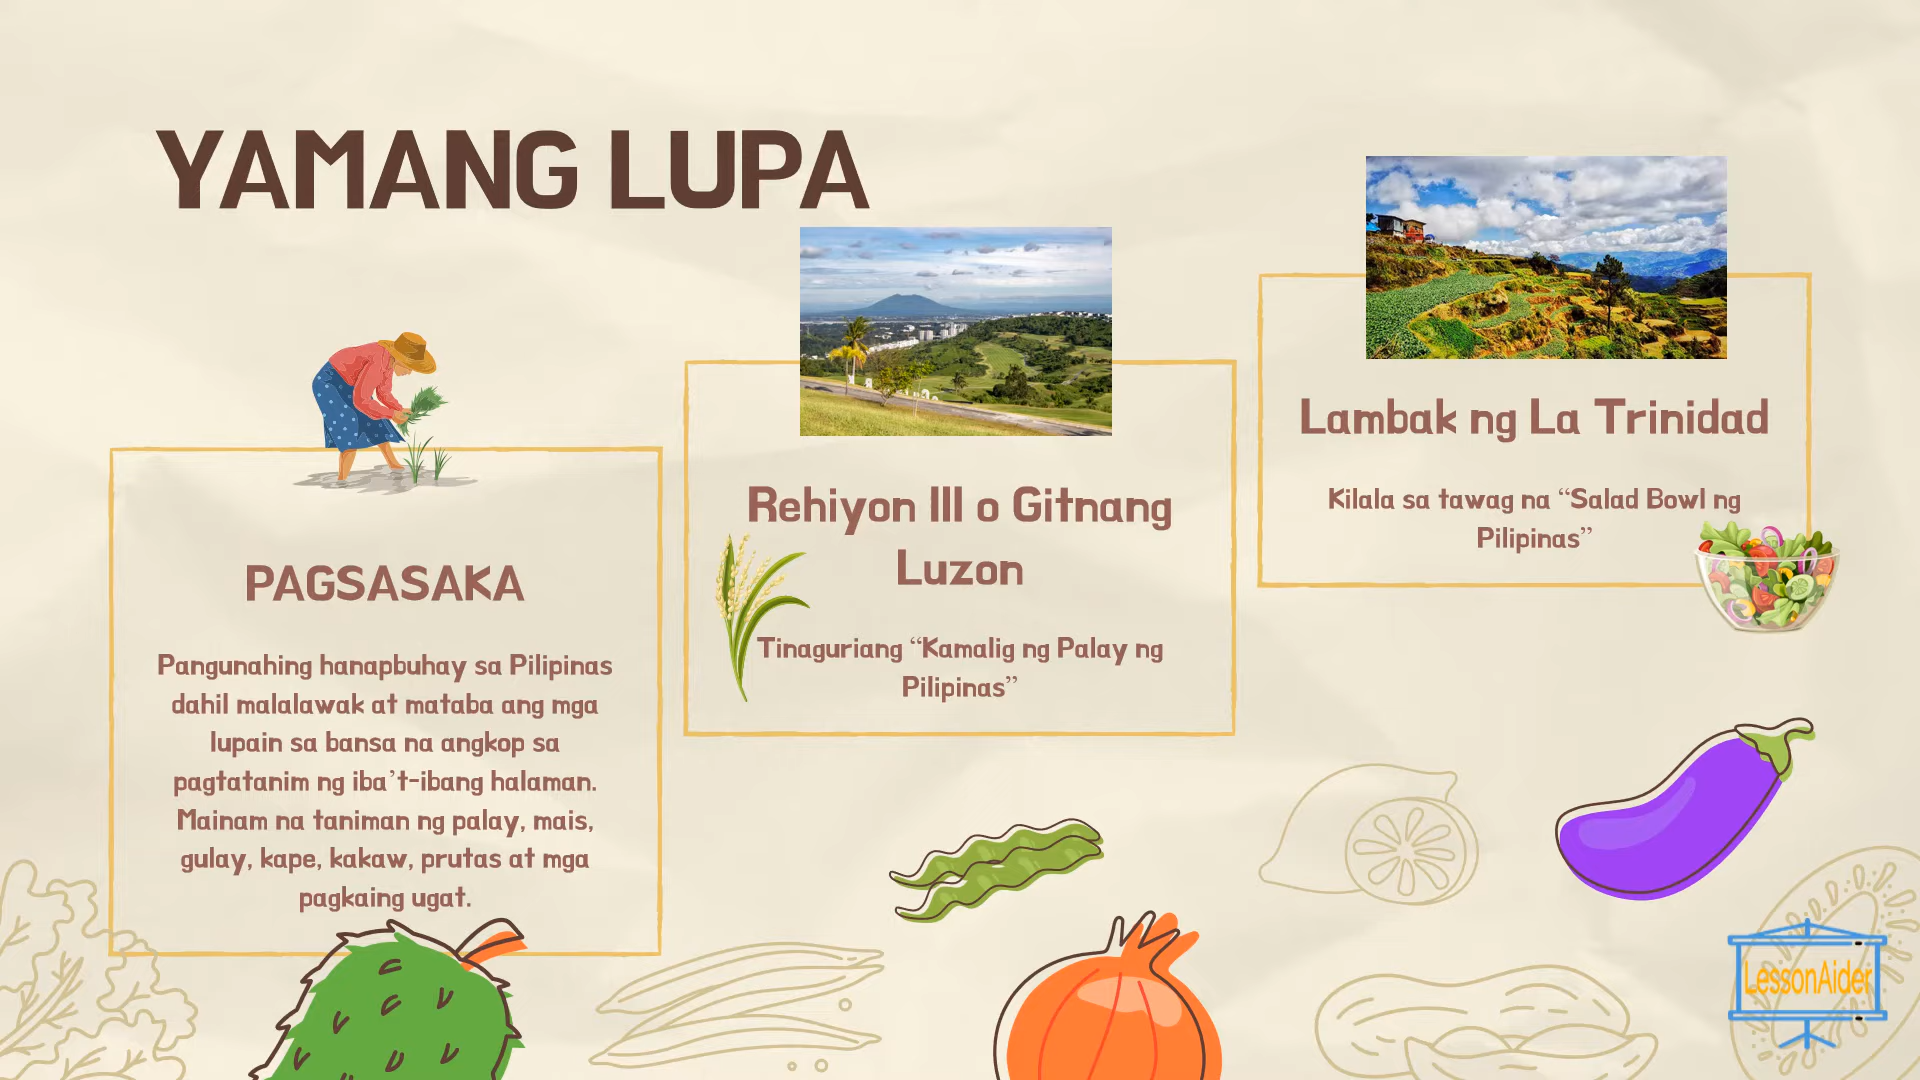 YAMANG LUPA
PAGSASAKA
Pangunahing hanapbuhay sa Pilipinas
dahil malalawak at mataba ang mga
lupain sa bansa na angkop sa
pagtatanim ng iba’t-ibang halaman.
Mainam na taniman ng palay, mais,
gulay, kape, kakaw, prutas at mga
pagkaing ugat.
Rehiyon III o Gitnang
Luzon
Tinaguriang “Kamalig ng Palay ng
Pilipinas”
Lambak ng La Trinidad
Kilala sa tawag na “Salad Bowl ng
Pilipinas”
LessonAider